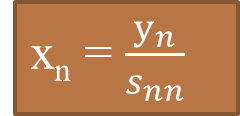 xₙ = yₙ / sₙₙ